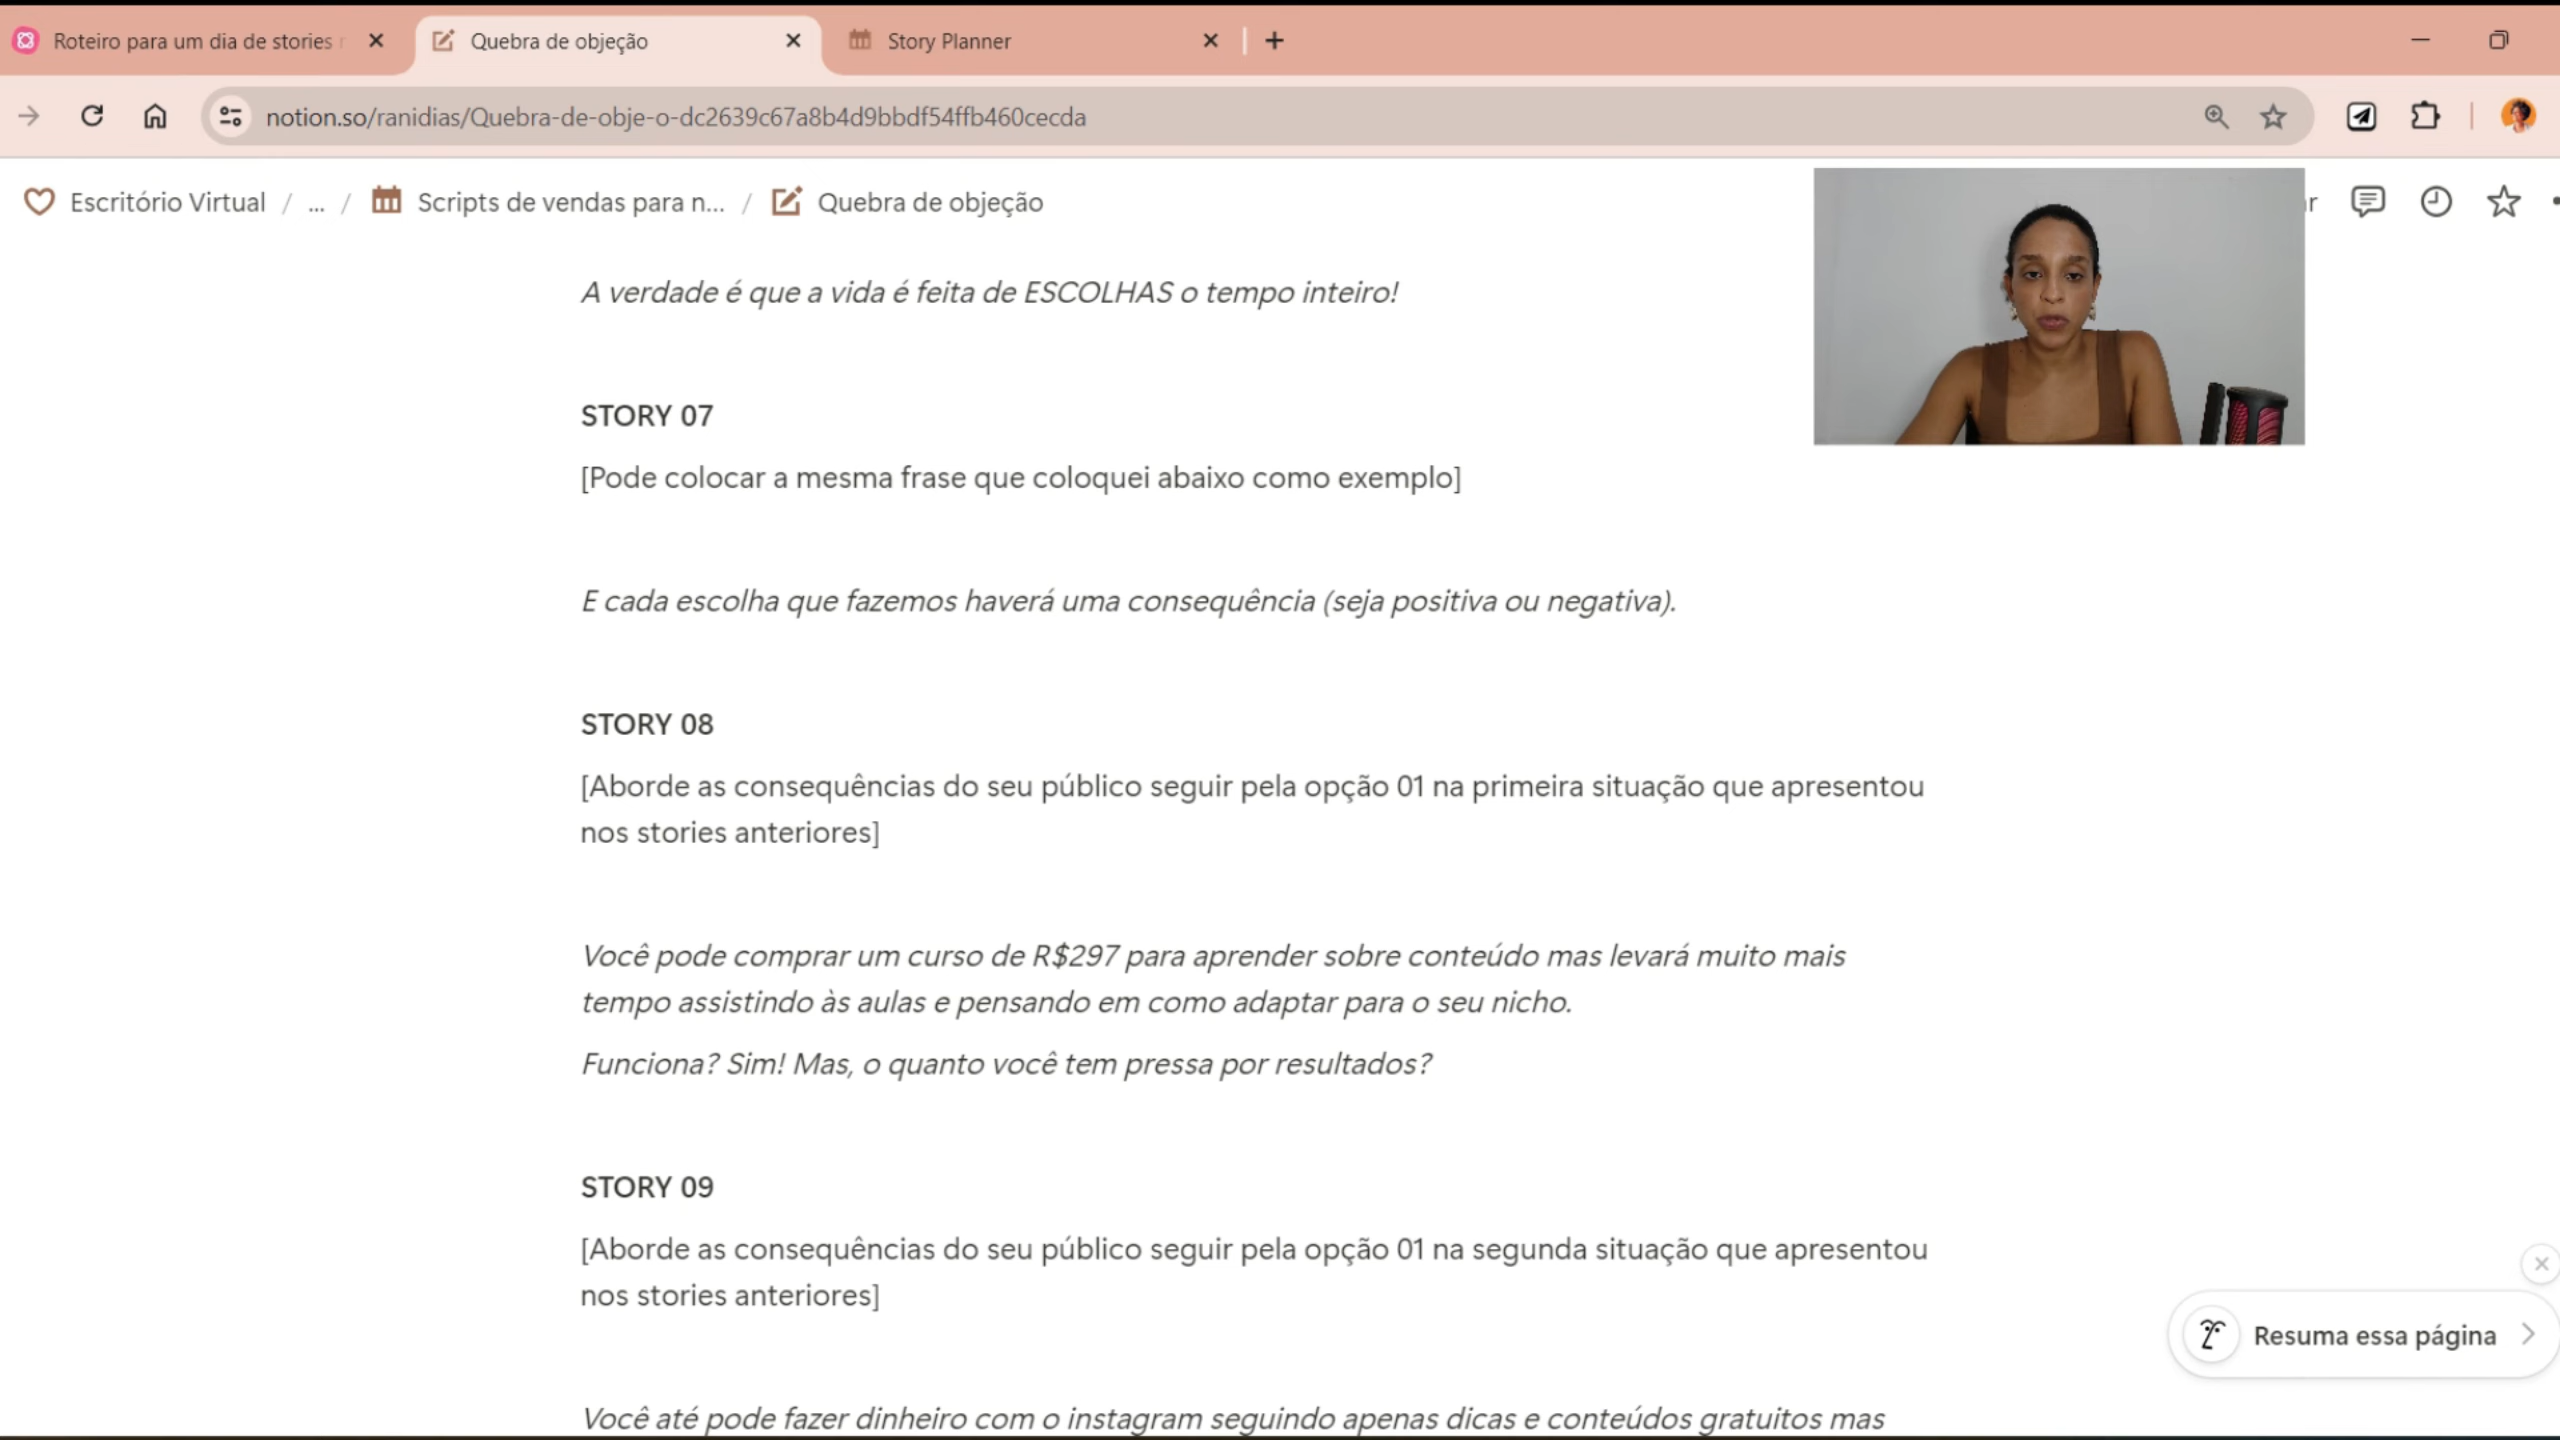 Roteiro para um dia de stories
Quebra de objeção
Story Planner
notion.so/ranidias/Quebra-de-obje-o-dc2639c67a8b4d9bbdf54ffb460cecda
Escritório Virtual / ... / Scripts de vendas para n... / Quebra de objeção
A verdade é que a vida é feita de ESCOLHAS o tempo inteiro!
STORY 07
[Pode colocar a mesma frase que coloquei abaixo como exemplo]
E cada escolha que fazemos haverá uma consequência (seja positiva ou negativa).
STORY 08
[Aborde as consequências do seu público seguir pela opção 01 na primeira situação que apresentou
nos stories anteriores]
Você pode comprar um curso de R$297 para aprender sobre conteúdo mas levará muito mais
tempo assistindo às aulas e pensando em como adaptar para o seu nicho.
Funciona? Sim! Mas, o quanto você tem pressa por resultados?
STORY 09
[Aborde as consequências do seu público seguir pela opção 01 na segunda situação que apresentou
nos stories anteriores]
Resuma essa página
Você até pode fazer dinheiro com o instagram seguindo apenas dicas e conteúdos gratuitos mas